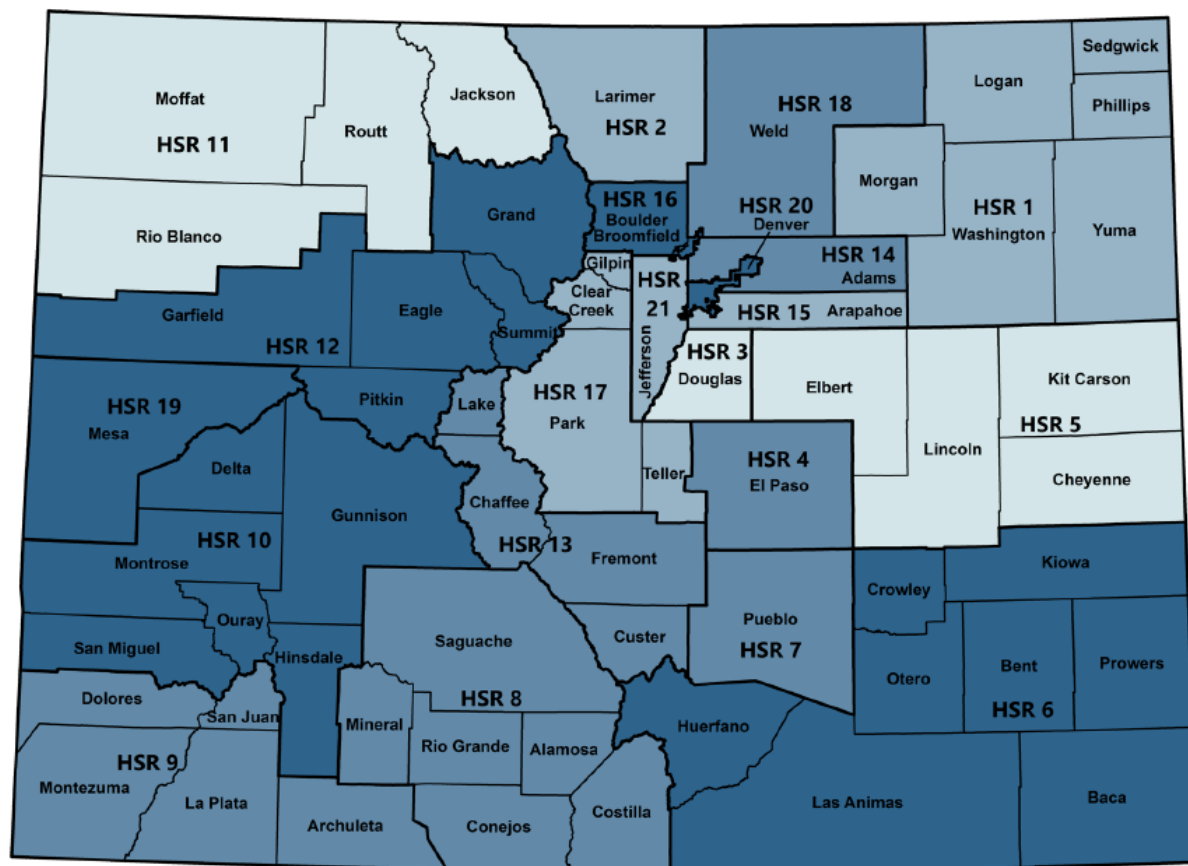 Sedgwick
Moffat
Jackson
Larimer
Logan
HSR 18
Phillips
HSR 11
Routt
HSR 2
Weld
Morgan
HSR 16
HSR 20
HSR 1
Grand
Boulder
Denver
Washington
Yuma
Rio Blanco
Broomfield
HSR 14
Gilpin
HSR
21
Adams
Clear
Creek
Garfield
Eagle
HSR 15
Arapahoe
Summit
HSR 12
HSR 3
Jefferson
Douglas
Elbert
Kit Carson
HSR 19
Pitkin
Lake
HSR 17
HSR 5
Mesa
Park
Lincoln
Delta
Teller
HSR 4
Cheyenne
El Paso
Gunnison
Chaffee
HSR 10
HSR 13
Montrose
Fremont
Kiowa
Crowley
Ouray
San Miguel
Hinsdale
Saguache
Custer
Pueblo
HSR 7
Bent
Prowers
Otero
Dolores
San Juan
Mineral
HSR 8
HSR 6
Huerfano
Rio Grande
Alamosa
HSR 9
Montezuma
La Plata
Costilla
Las Animas
Baca
Archuleta
Conejos